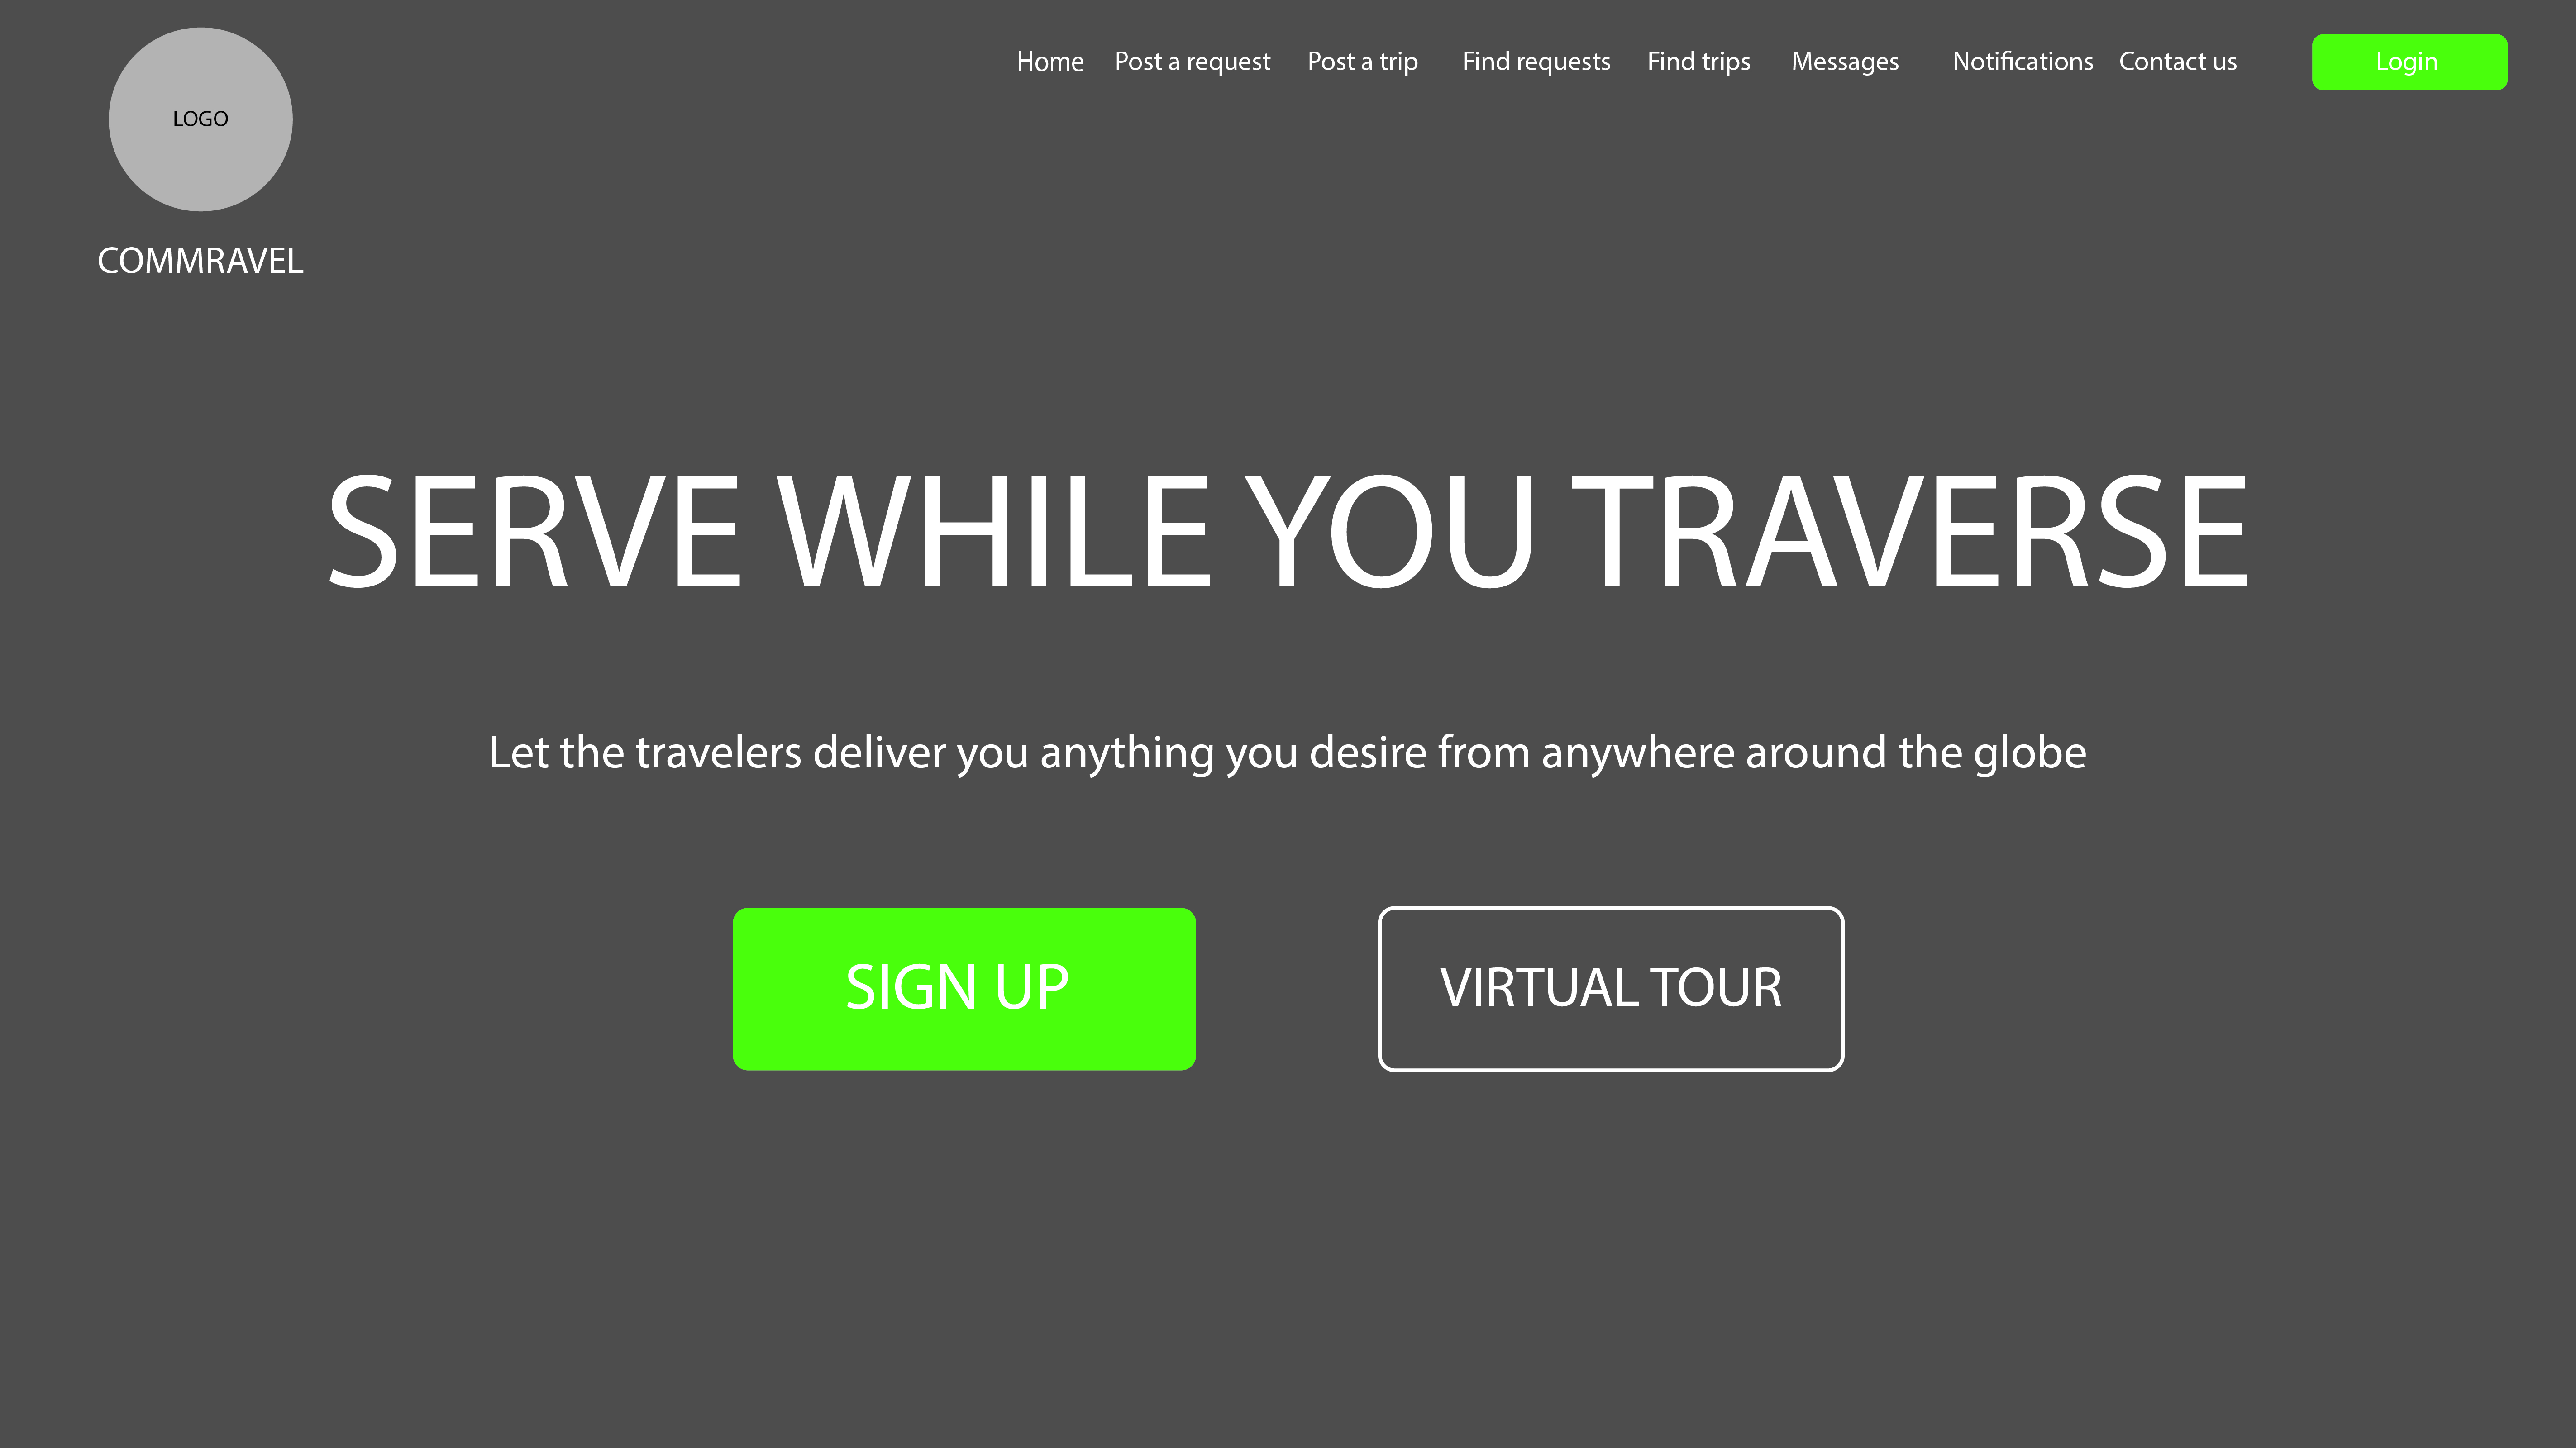 LOGO
COMMRAVEL
Home Post a request Post a trip Find requests Find trips Messages Notifications Contact us Login
SERVE WHILE YOU TRAVERSE
Let the travelers deliver you anything you desire from anywhere around the globe
SIGN UP
VIRTUAL TOUR